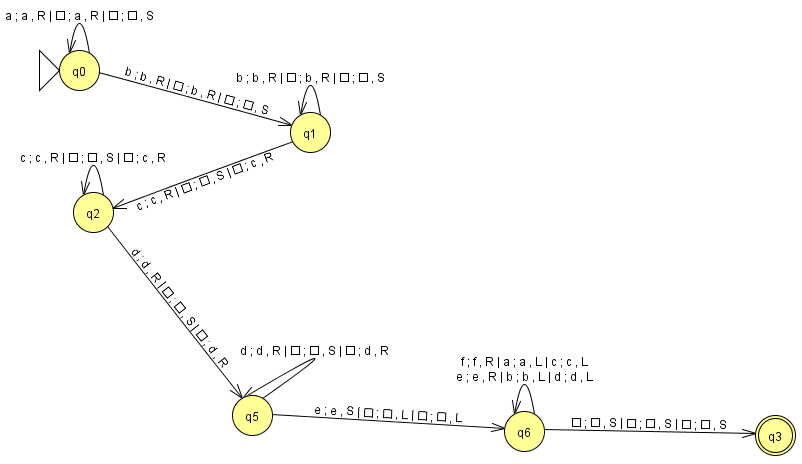 a ; a , R | □ ; a , R | □ ; □ , S
q0
b ; b , R | □ ; b , R | □ ; □ , S
b ; b , R | □ ; b , R | □ ; □ , S
q1
c ; c , R | □ ; □ , S | □ ; c , R
c ; c , R | □ ; □ , S | □ ; c , R
q2
d ; d , R | □ ; □ , S | □ ; d , R
d ; d , R | □ ; □ , S | □ ; d , R
q5
e ; e , S | □ ; □ , L | □ ; □ , L
f ; f , R | a ; a , L | c ; c , L
e ; e , R | b ; b , L | d ; d , L
q6
□ ; □ , S | □ ; □ , S | □ ; □ , S
q3